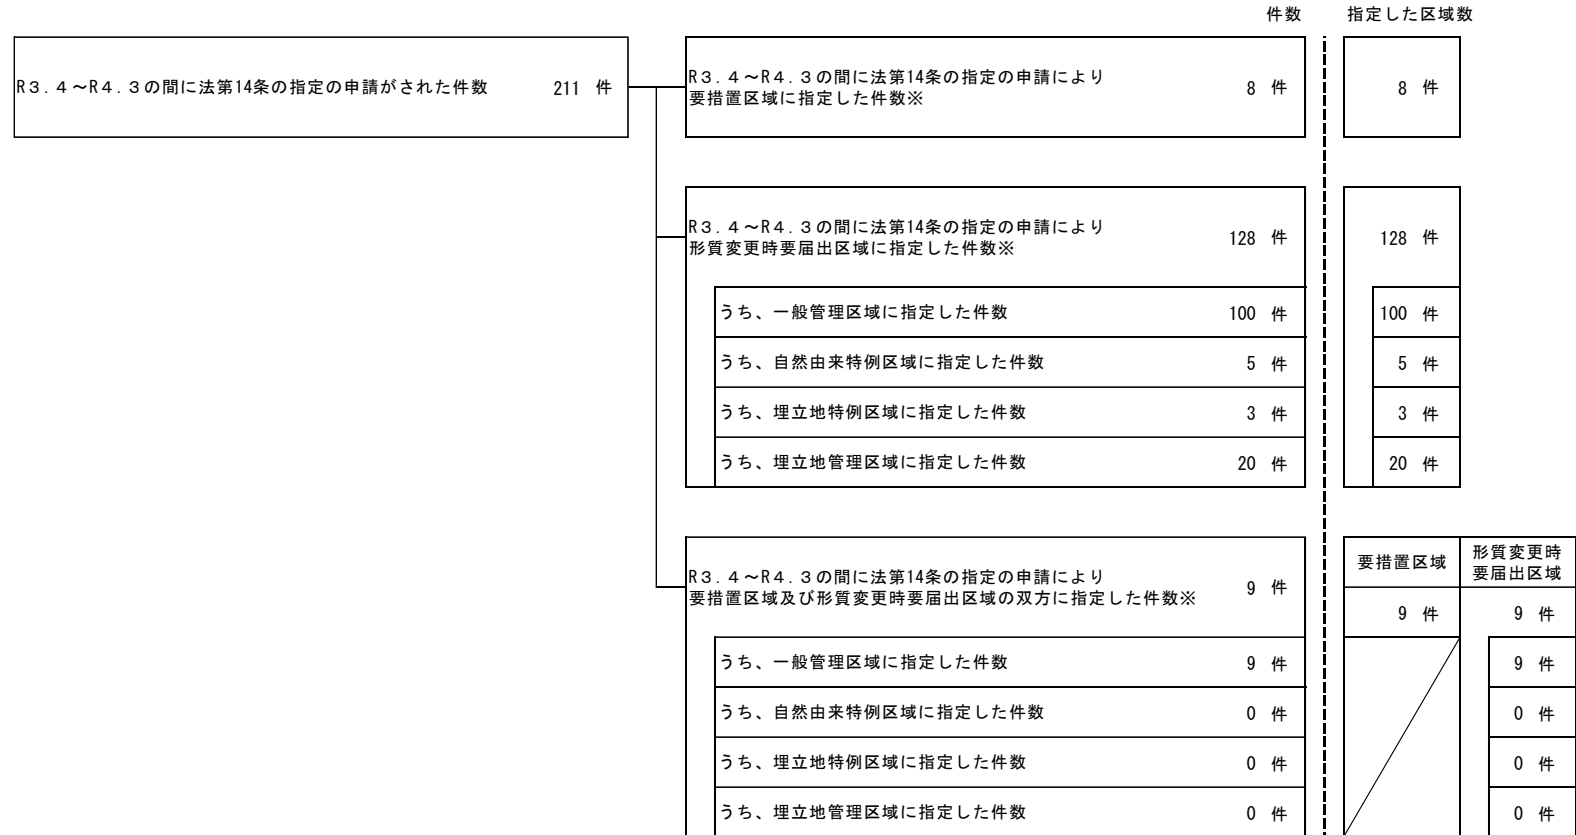 件数　指定した区域数
R3．4～R4．3の間に法第14条の指定の申請がされた件数　211 件
R3．4～R4．3の間に法第14条の指定の申請により
要措置区域に指定した件数※　8 件　8 件
R3．4～R4．3の間に法第14条の指定の申請により
形質変更時要届出区域に指定した件数※　128 件　128 件
うち、一般管理区域に指定した件数　100 件　100 件
うち、自然由来特例区域に指定した件数　5 件　5 件
うち、埋立地特例区域に指定した件数　3 件　3 件
うち、埋立地管理区域に指定した件数　20 件　20 件
要措置区域　形質変更時
要届出区域
R3．4～R4．3の間に法第14条の指定の申請により
要措置区域及び形質変更時要届出区域の双方に指定した件数※　9 件　9 件　9 件
うち、一般管理区域に指定した件数　9 件　9 件
うち、自然由来特例区域に指定した件数　0 件　0 件
うち、埋立地特例区域に指定した件数　0 件　0 件
うち、埋立地管理区域に指定した件数　0 件　0 件